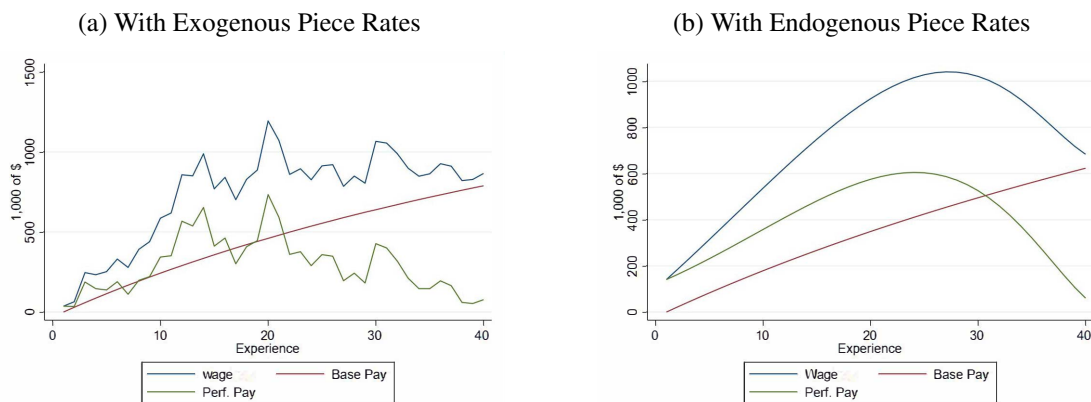 (a) With Exogenous Piece Rates
1,000 of $
0
500
1000
1500
0
10
20
30
40
Experience
wage
Base Pay
Perf. Pay
(b) With Endogenous Piece Rates
1,000 of $
0
200
400
600
800
1000
0
10
20
30
40
Experience
Wage
Base Pay
Perf. Pay